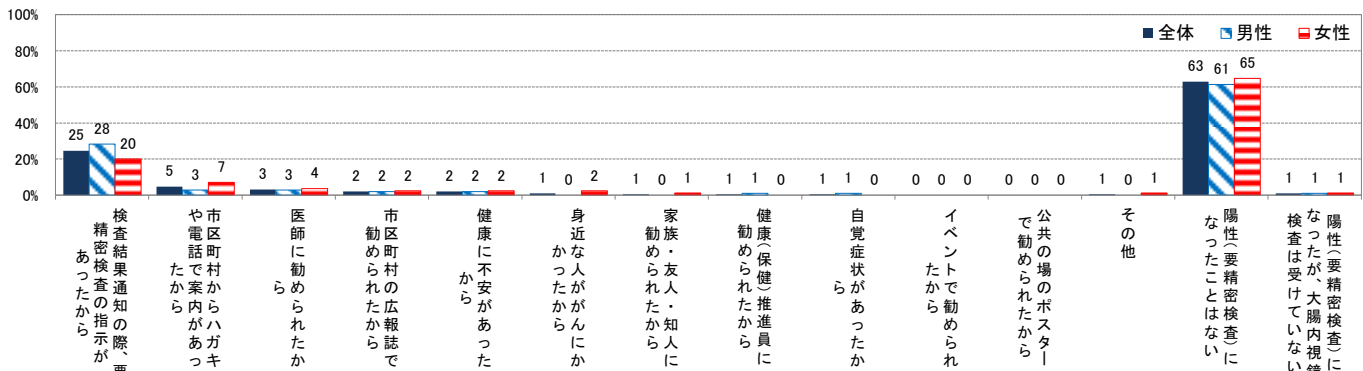 100%
80%
60%
40%
20%
0%
全体 男性 女性
25 28 20
5 3 7
3 3 4
2 2 2
2 2 2
1 0 2
1 0 1
1 1 0
1 1 0
0 0 0
0 0 0
1 0 1
63 61 65
1 1 1
検査結果通知の際、要
精密検査の指示が
あったから
市区町村からハガキ
や電話で案内があっ
たから
医師に勧められたか
ら
市区町村の広報誌で
勧められたから
健康に不安があった
から
身近な人ががんにか
かったから
家族・友人・知人に
勧められたから
健康(保健)推進員に
勧められたから
自覚症状があったか
ら
イベントで勧められ
たから
公共の場のポスター
で勧められたから
その他
陽性(要精密検査)に
なったことはない
陽性(要精密検査)に
なったが、大腸内視鏡
検査は受けていない